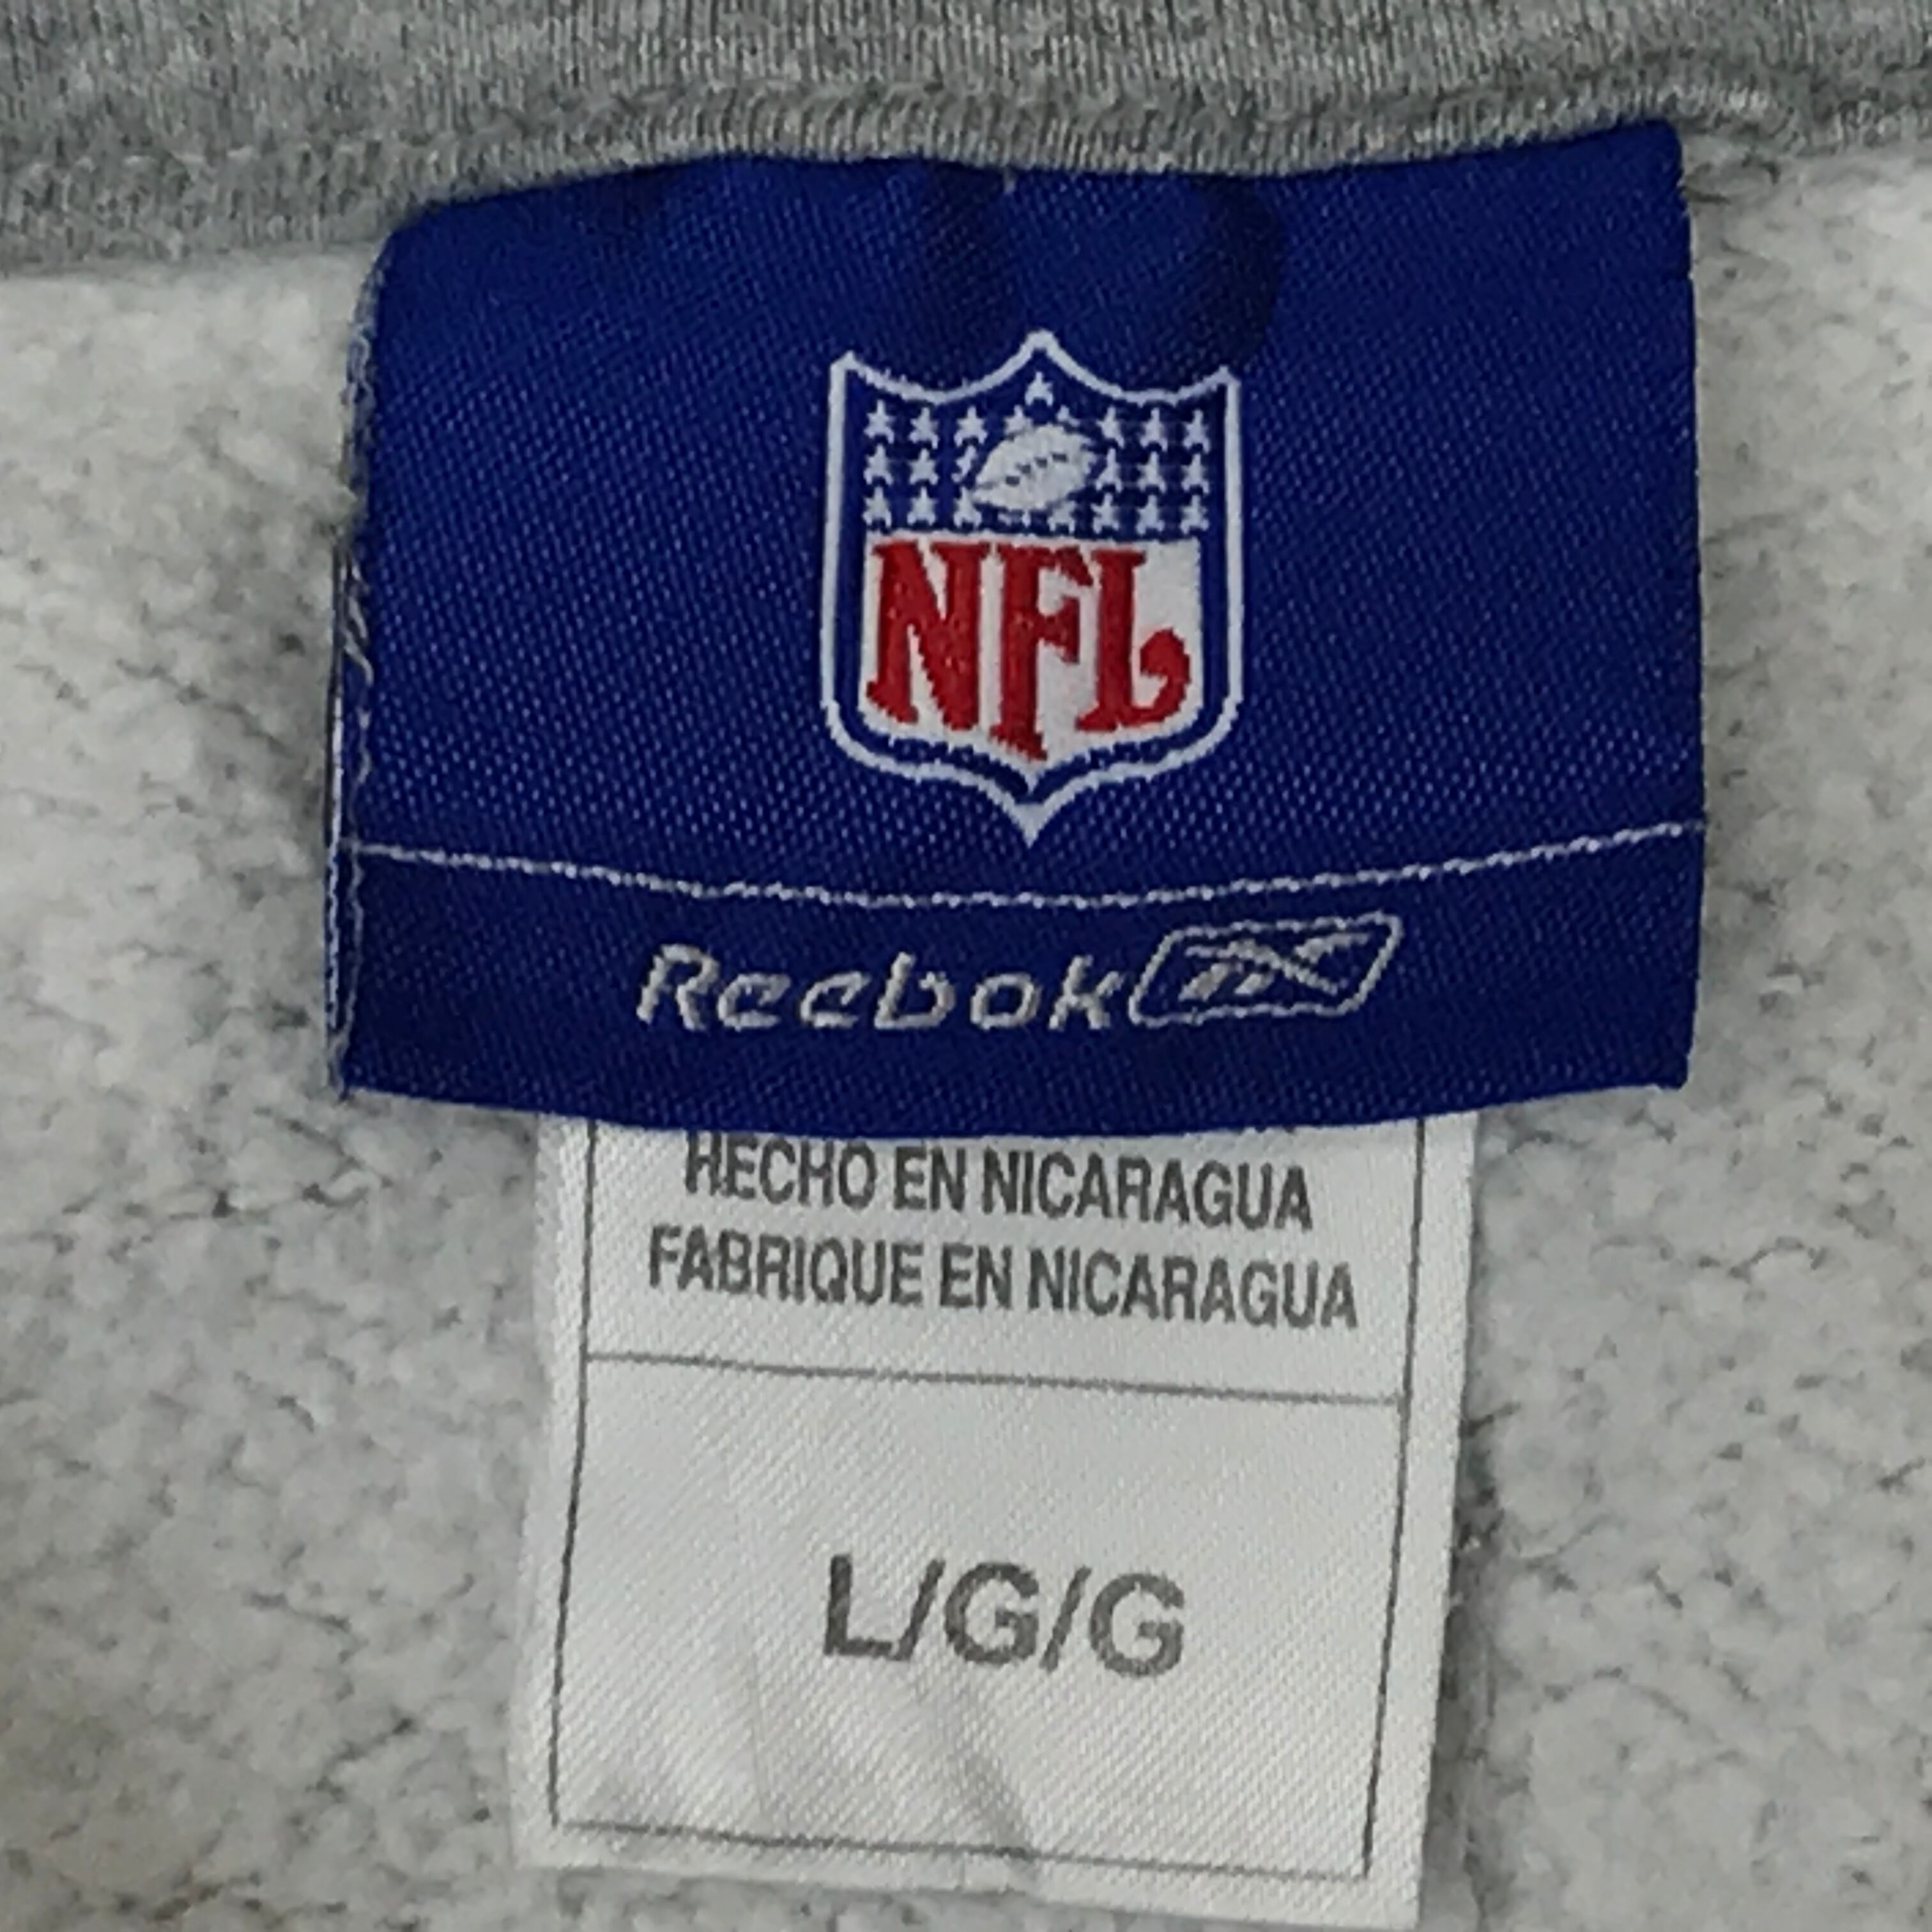 NFL
Reebok
HECHO EN NICARAGUA
FABRIQUE EN NICARAGUA
L/G/G